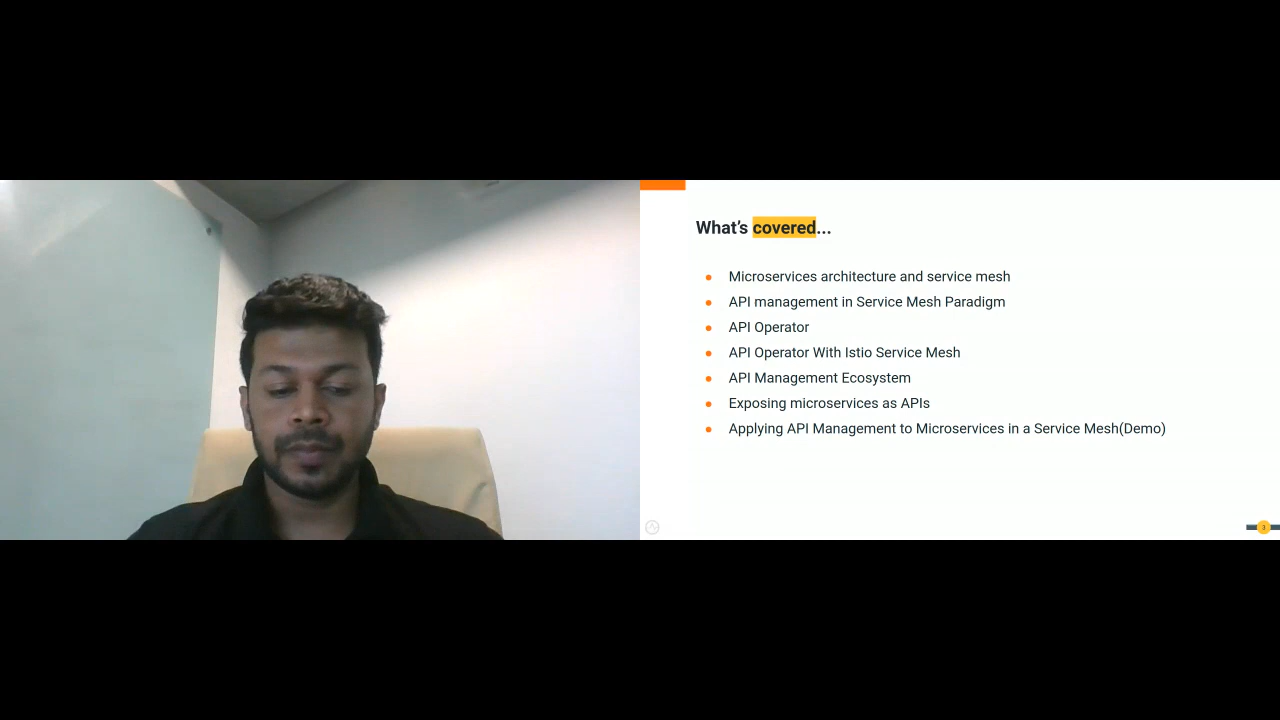 What's covered...
Microservices architecture and service mesh
API management in Service Mesh Paradigm
API Operator
API Operator With Istio Service Mesh
API Management Ecosystem
Exposing microservices as APIs
Applying API Management to Microservices in a Service Mesh(Demo)
3